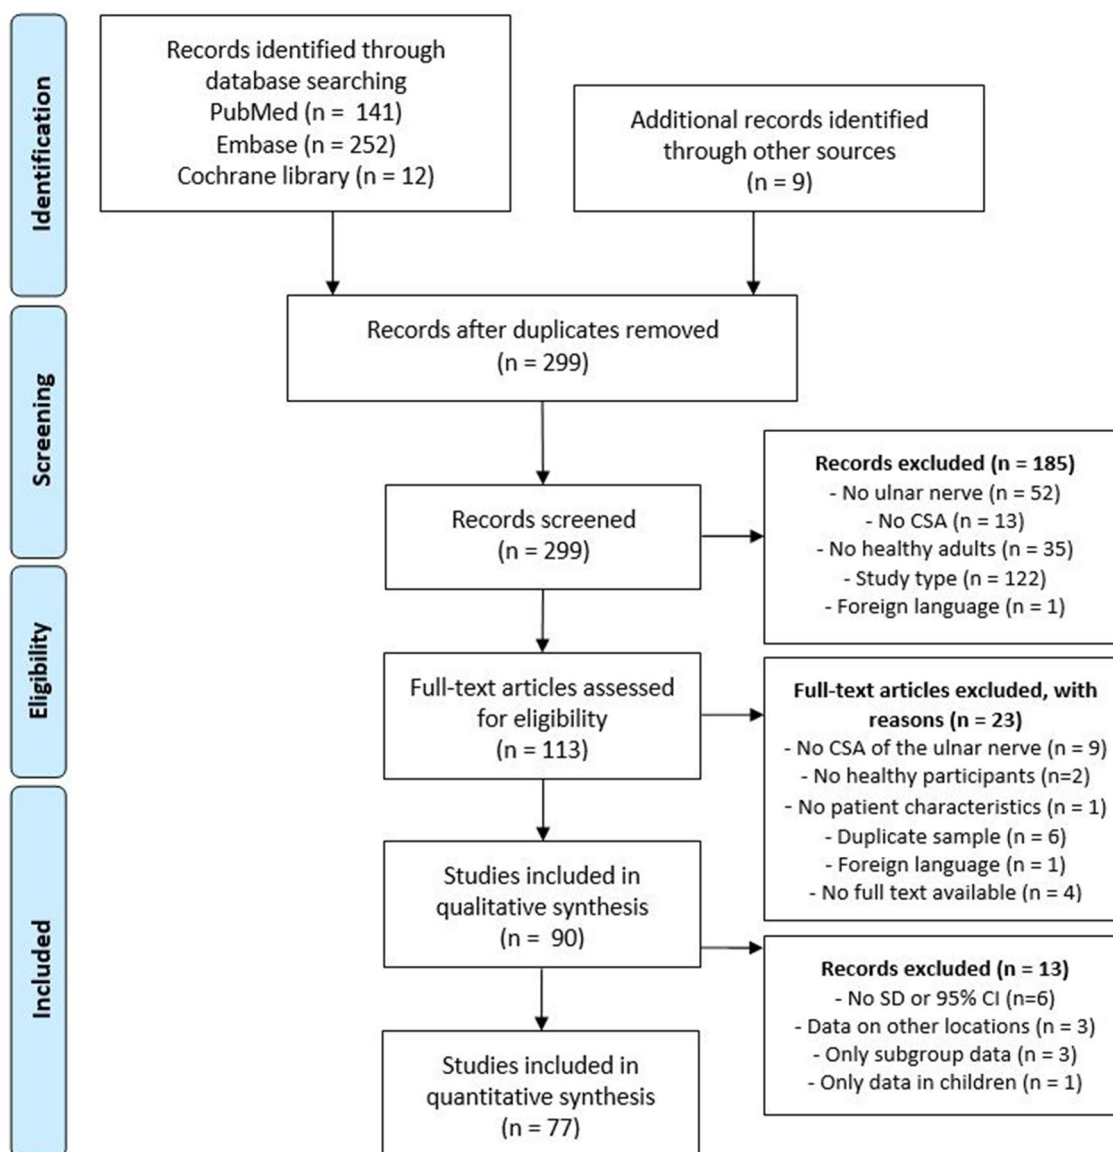 Identification
Records identified through
database searching
PubMed (n =  141)
Embase (n = 252)
Cochrane library (n = 12)
Additional records identified
through other sources
(n = 9)
Screening
Records after duplicates removed
(n = 299)
Records screened
(n = 299)
Records excluded (n = 185)
- No ulnar nerve (n = 52)
- No CSA (n = 13)
- No healthy adults (n = 35)
- Study type (n = 122)
- Foreign language (n = 1)
Eligibility
Full-text articles assessed
for eligibility
(n = 113)
Full-text articles excluded, with
reasons (n = 23)
- No CSA of the ulnar nerve (n = 9)
- No healthy participants (n=2)
- No patient characteristics (n = 1)
- Duplicate sample (n = 6)
- Foreign language (n = 1)
- No full text available (n = 4)
Included
Studies included in
qualitative synthesis
(n =  90)
Records excluded (n = 13)
- No SD or 95% CI (n=6)
- Data on other locations (n = 3)
- Only subgroup data (n = 3)
- Only data in children (n = 1)
Studies included in
quantitative synthesis
(n = 77)